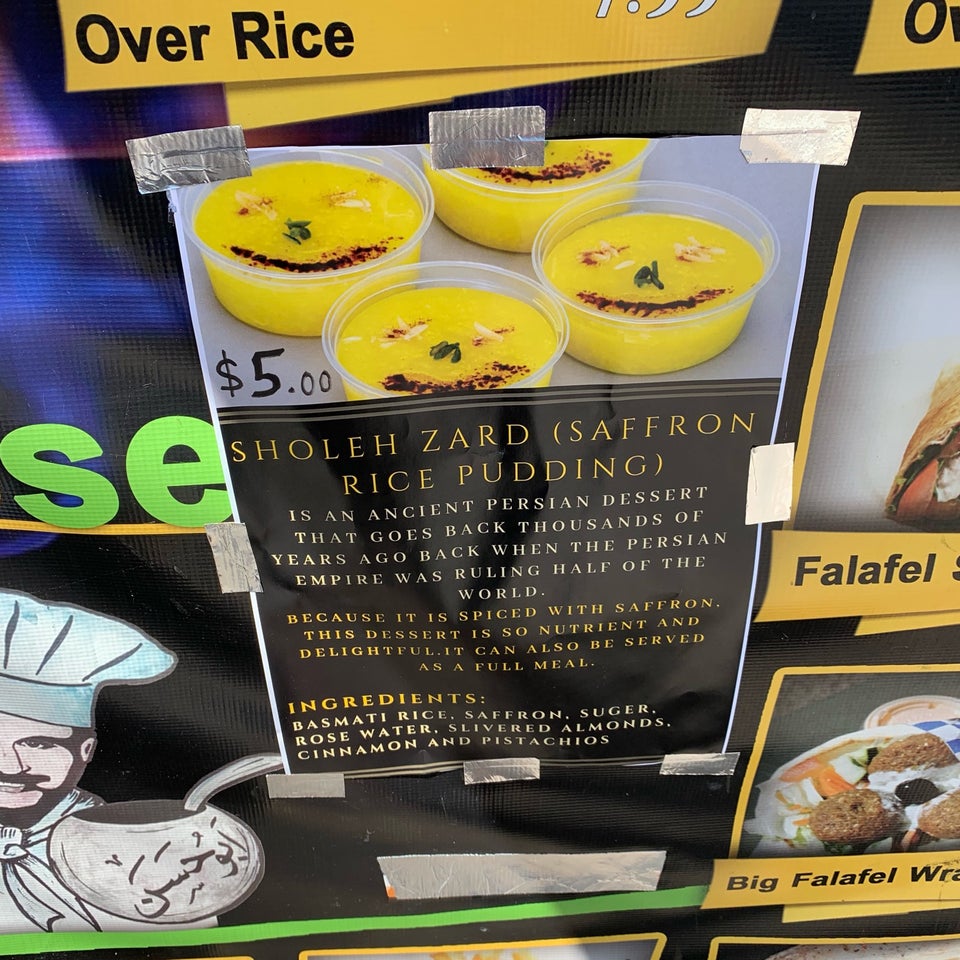 Over Rice
$5.00
SHOLEH ZARD (SAFFRON
RICE PUDDING)
IS AN ANCIENT PERSIAN DESSERT
THAT GOES BACK THOUSANDS OF
YEARS AGO BACK WHEN THE PERSIAN
EMPIRE WAS RULING HALF OF THE
WORLD.
BECAUSE IT IS SPICED WITH SAFFRON,
THIS DESSERT IS SO NUTRIENT AND
DELIGHTFUL.IT CAN ALSO BE SERVED
AS A FULL MEAL.
INGREDIENTS:
BASMATI RICE, SAFFRON, SUGER,
ROSE WATER, SLIVERED ALMONDS,
CINNAMON AND PISTACHIOS
se
Falafel
Big Falafel